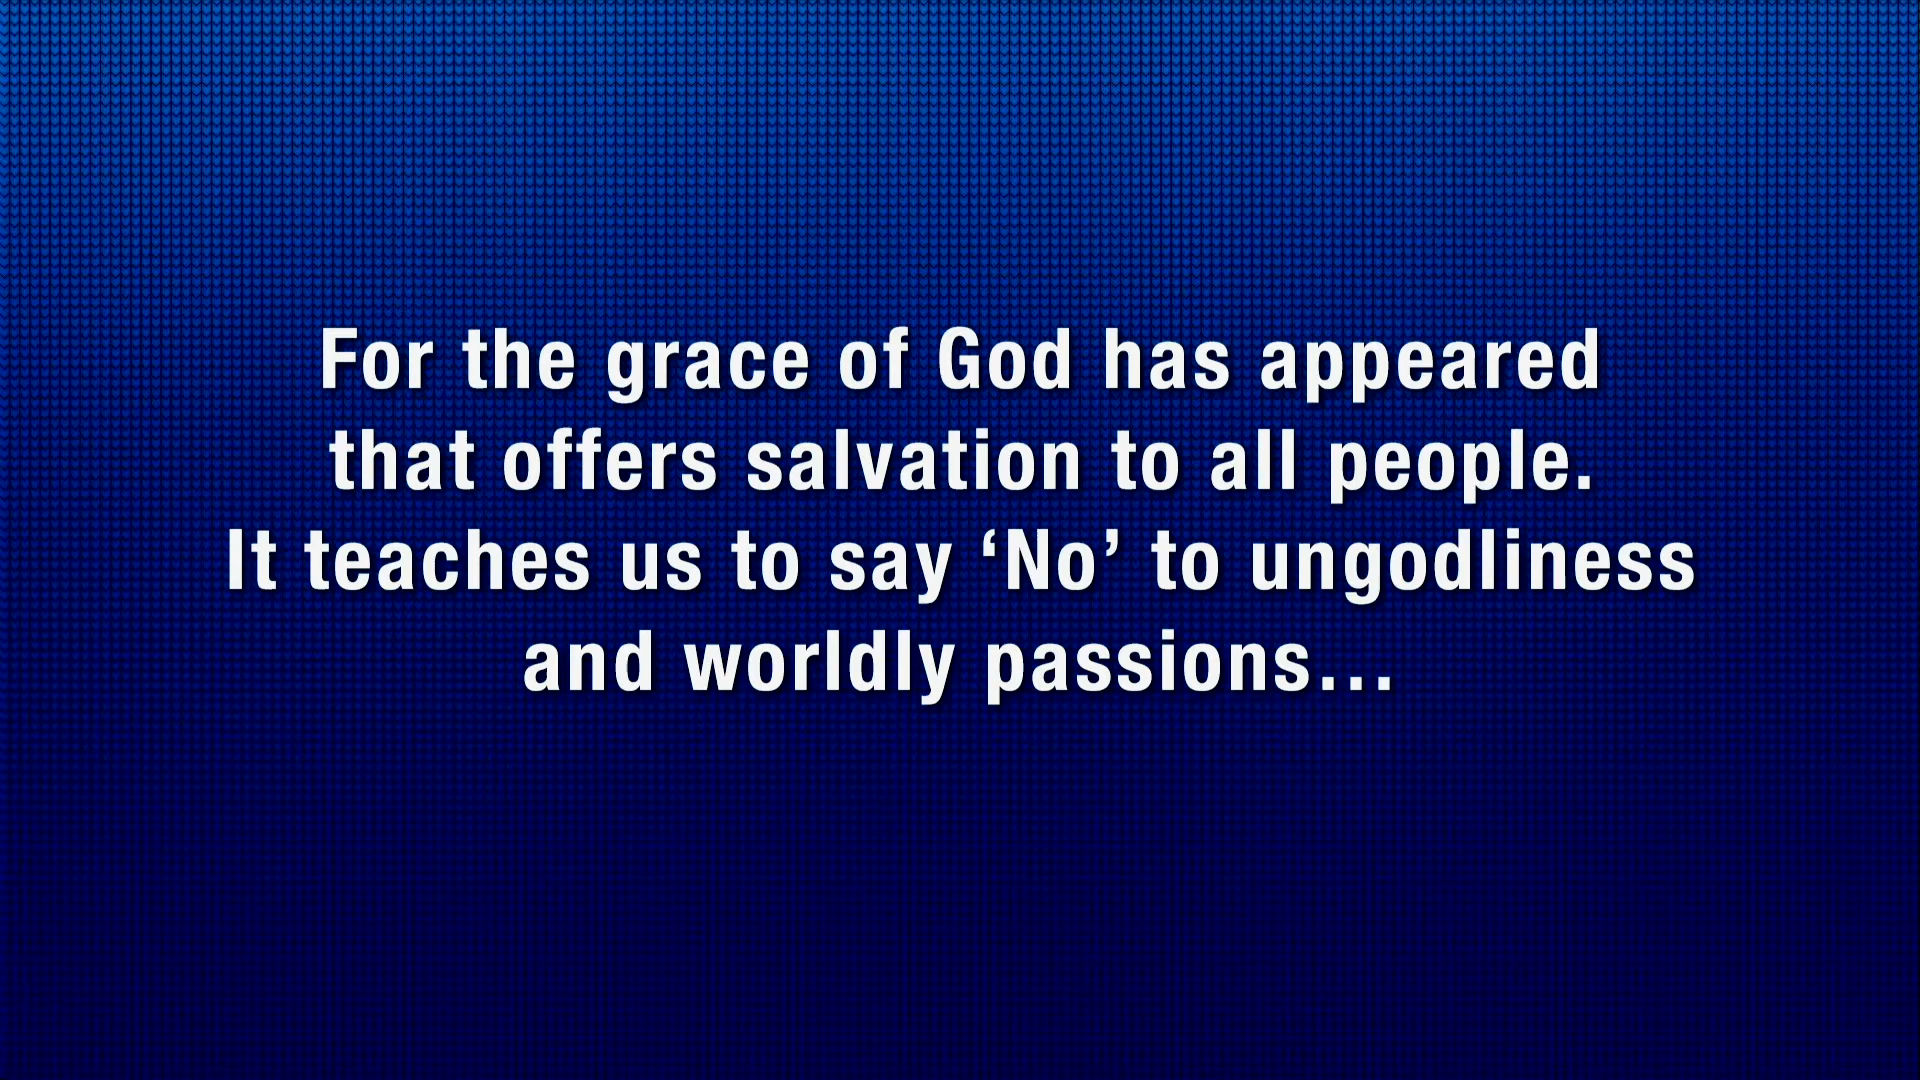 For the grace of God has appeared
that offers salvation to all people.
It teaches us to say ‘No’ to ungodliness
and worldly passions…